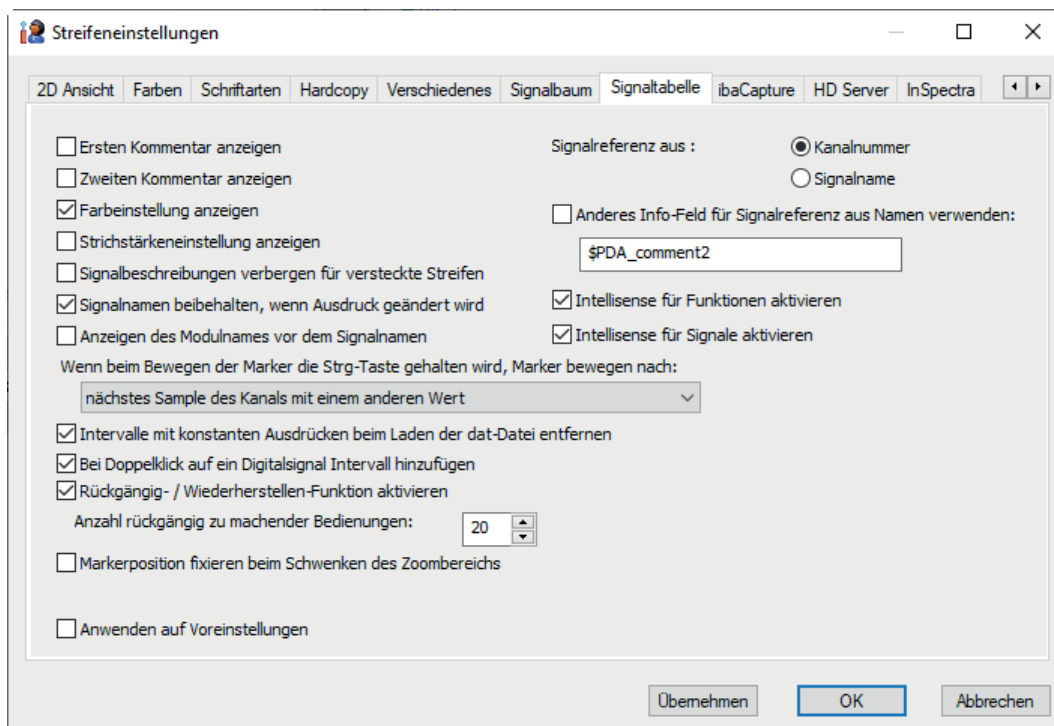 Streifeneinstellungen
2D Ansicht Farben Schriftarten Hardcopy Verschiedenes Signalbaum Signaltabelle ibaCapture HD Server InSpectra
Ersten Kommentar anzeigen
Zweiten Kommentar anzeigen
Farbeinstellung anzeigen
Strichstärkeneinstellung anzeigen
Signalbeschreibungen verbergen für versteckte Streifen
Signalnamen beibehalten, wenn Ausdruck geändert wird
Anzeigen des Modulnames vor dem Signalnamen
Signalreferenz aus :
Kanalnummer
Signalname
Anderes Info-Feld für Signalreferenz aus Namen verwenden:
$PDA_comment2
Intellisense für Funktionen aktivieren
Intellisense für Signale aktivieren
Wenn beim Bewegen der Marker die Strg-Taste gehalten wird, Marker bewegen nach:
nächstes Sample des Kanals mit einem anderen Wert
Intervalle mit konstanten Ausdrücken beim Laden der dat-Datei entfernen
Bei Doppelklick auf ein Digitalsignal Intervall hinzufügen
Rückgängig- / Wiederherstellen-Funktion aktivieren
Anzahl rückgängig zu machender Bedienungen: 20
Markerposition fixieren beim Schwenken des Zoombereichs
Anwenden auf Voreinstellungen
Übernehmen OK Abbrechen